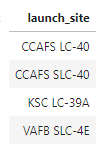 launch_site
CCAFS LC-40
CCAFS SLC-40
KSC LC-39A
VAFB SLC-4E